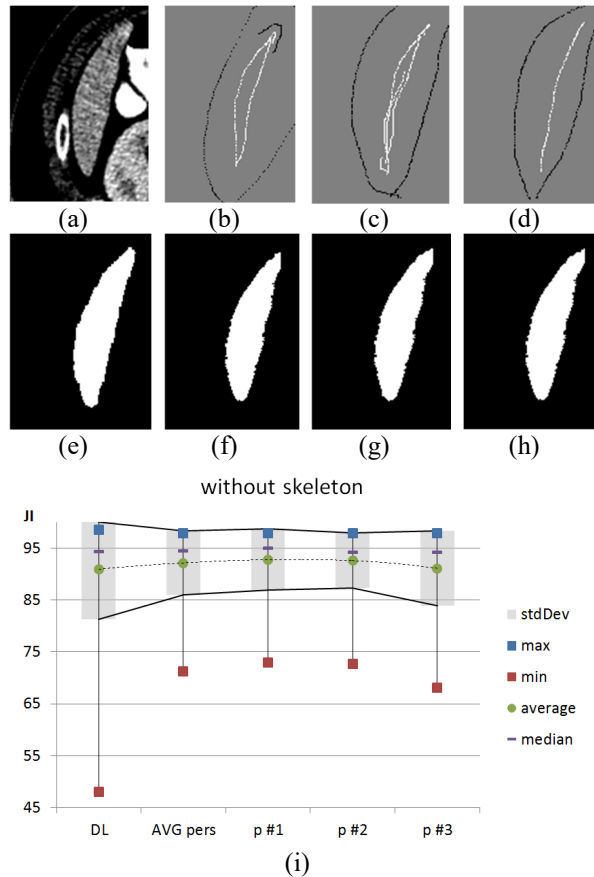 (a) (b) (c) (d)
(e) (f) (g) (h)
without skeleton
JI
95
85
75
65
55
45
stdDev
max
min
average
median
DL AVG pers p #1 p #2 p #3
(i)